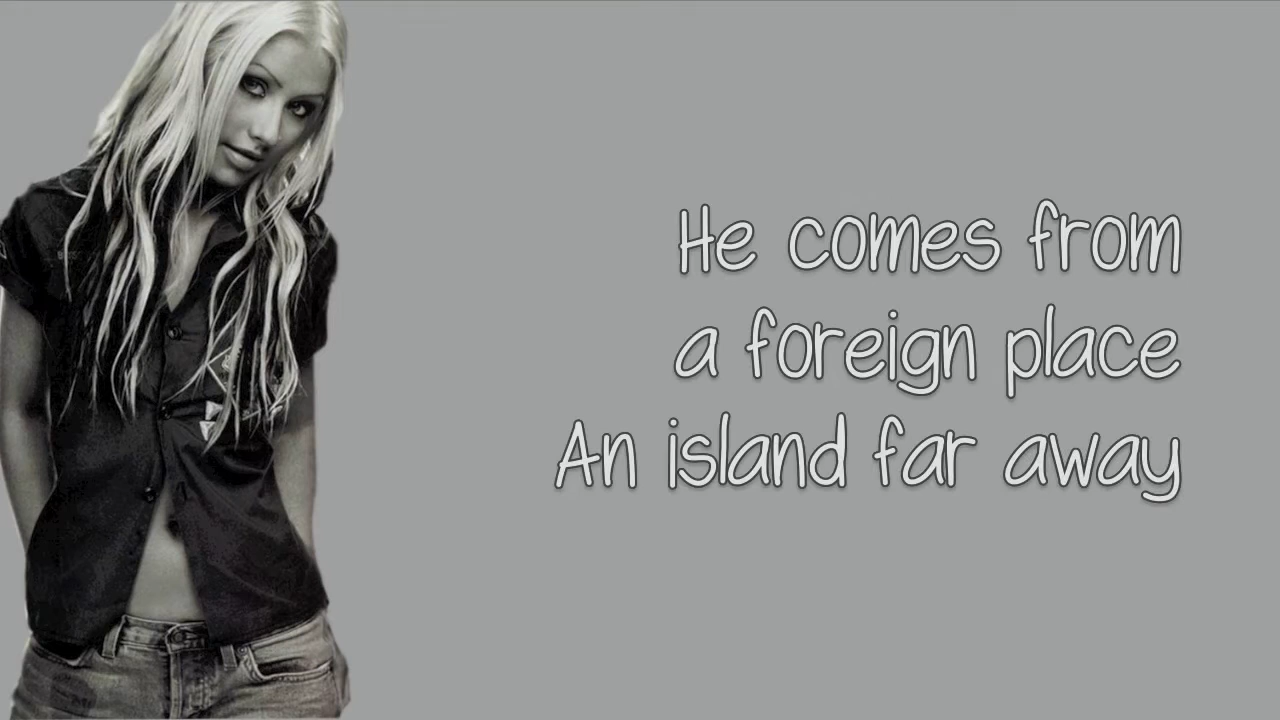 He comes from
a foreign place
An island far away